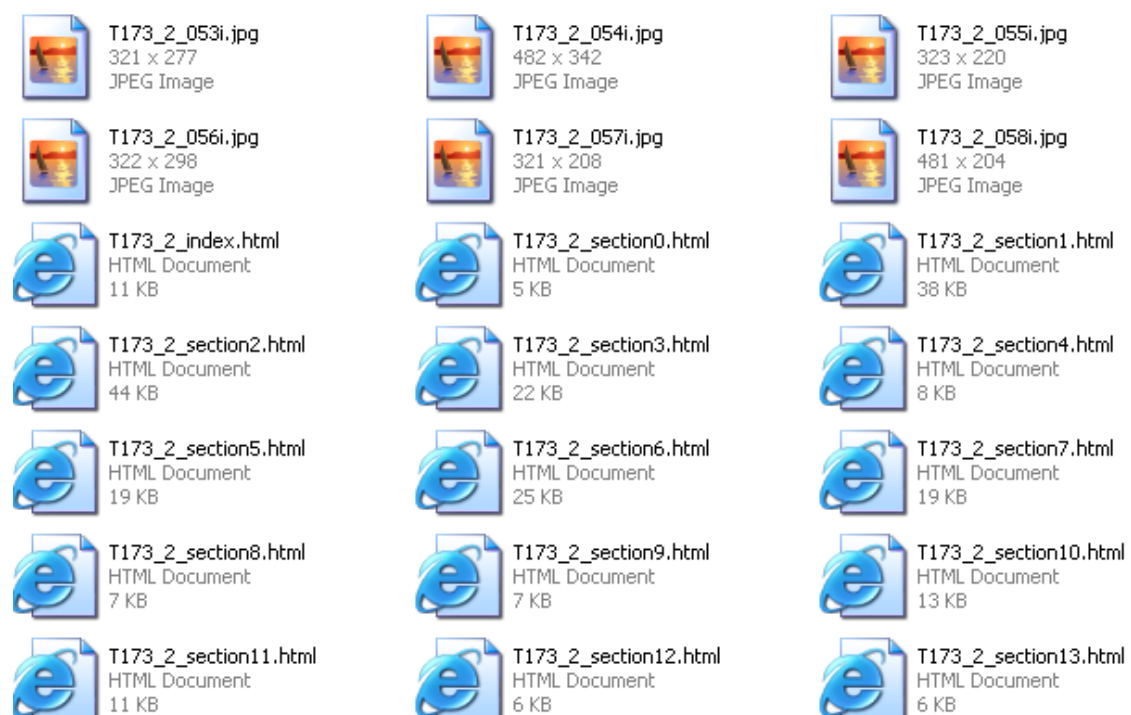 T173_2_053i.jpg
321 x 277
JPEG Image
T173_2_054i.jpg
482 x 342
JPEG Image
T173_2_055i.jpg
323 x 220
JPEG Image
T173_2_056i.jpg
322 x 298
JPEG Image
T173_2_057i.jpg
321 x 208
JPEG Image
T173_2_058i.jpg
481 x 204
JPEG Image
T173_2_index.html
HTML Document
11 KB
T173_2_section0.html
HTML Document
5 KB
T173_2_section1.html
HTML Document
38 KB
T173_2_section2.html
HTML Document
44 KB
T173_2_section3.html
HTML Document
22 KB
T173_2_section4.html
HTML Document
8 KB
T173_2_section5.html
HTML Document
19 KB
T173_2_section6.html
HTML Document
25 KB
T173_2_section7.html
HTML Document
19 KB
T173_2_section8.html
HTML Document
7 KB
T173_2_section9.html
HTML Document
7 KB
T173_2_section10.html
HTML Document
13 KB
T173_2_section11.html
HTML Document
11 KB
T173_2_section12.html
HTML Document
6 KB
T173_2_section13.html
HTML Document
6 KB